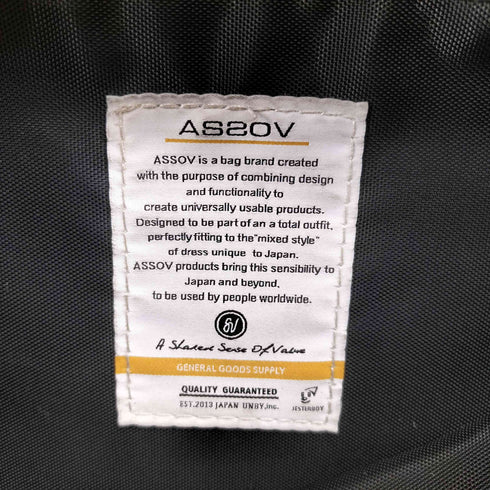 ASSOV
ASSOV is a bag brand created
with the purpose of combining design
and functionality to
create universally usable products.
Designed to be part of an a total outfit,
perfectly fitting to the "mixed style"
of dress unique to Japan.
ASSOV products bring this sensibility to
Japan and beyond,
to be used by people worldwide.
SV
A Shared Sense Of Value
GENERAL GOODS SUPPLY
QUALITY GUARANTEED
EST.2013 JAPAN UNBY,inc.
JESTERBOY